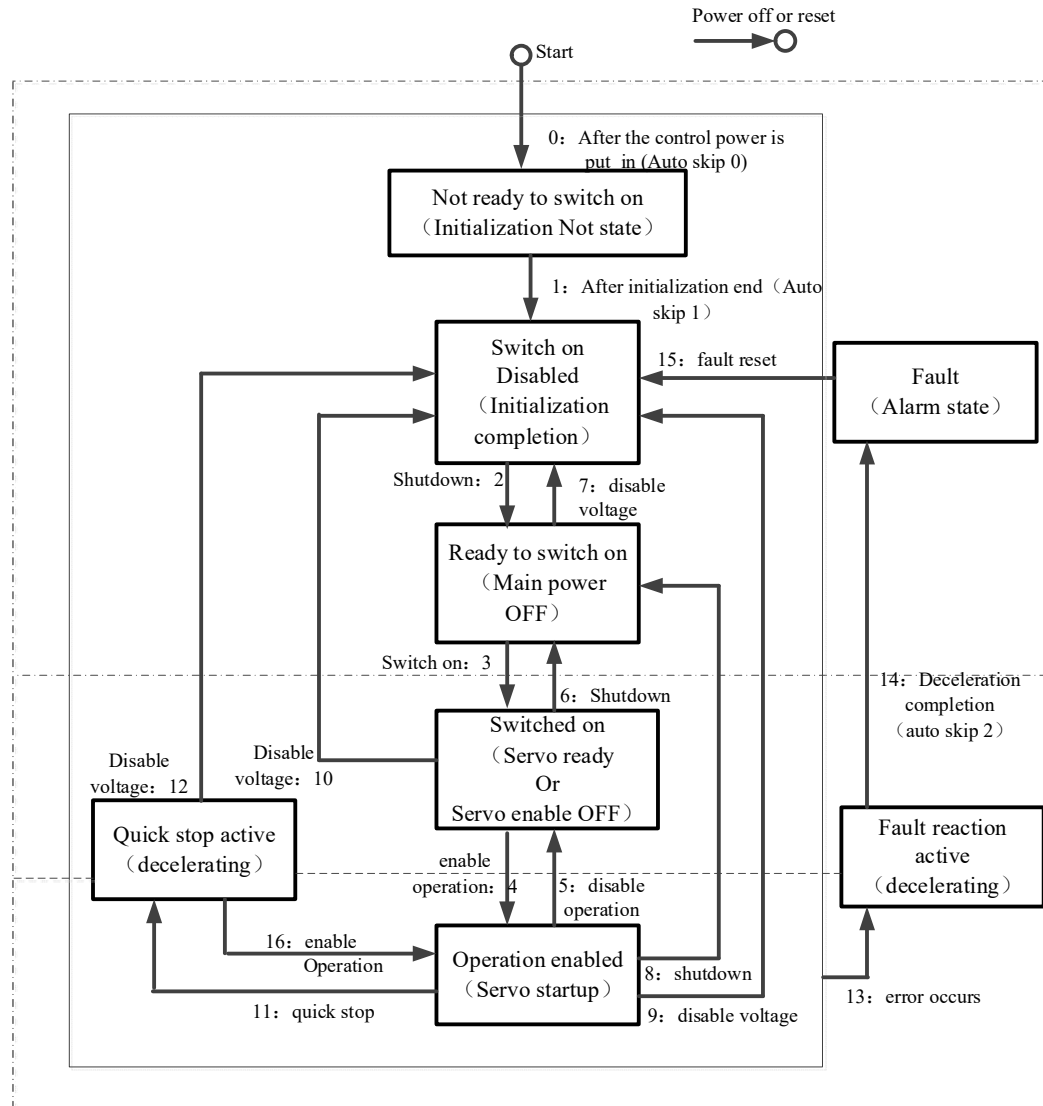 Power off or reset
Start
0：After the control power is
put in (Auto skip 0)
Not ready to switch on
（Initialization Not state）
1：After initialization end（Auto
skip 1）
Switch on
Disabled
（Initialization
completion）
15：fault reset
Fault
（Alarm state）
Shutdown：2
7：disable
voltage
Ready to switch on
（Main power
OFF）
Switch on：3
6：Shutdown
14：Deceleration
completion
（auto skip 2）
Switched on
（Servo ready
Or
Servo enable OFF）
Disable
voltage：12
Disable
voltage：10
Quick stop active
（decelerating）
Fault reaction
active
（decelerating）
enable
operation：4
5：disable
operation
16：enable
Operation
Operation enabled
（Servo startup）
8：shutdown
11：quick stop
9：disable voltage
13：error occurs